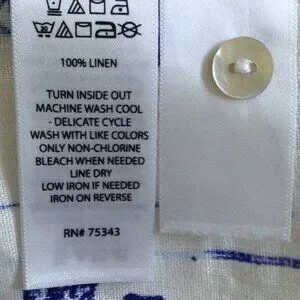 100% LINEN
TURN INSIDE OUT
MACHINE WASH COOL
- DELICATE CYCLE
WASH WITH LIKE COLORS
ONLY NON-CHLORINE
BLEACH WHEN NEEDED
LINE DRY
LOW IRON IF NEEDED
IRON ON REVERSE
RN# 75343